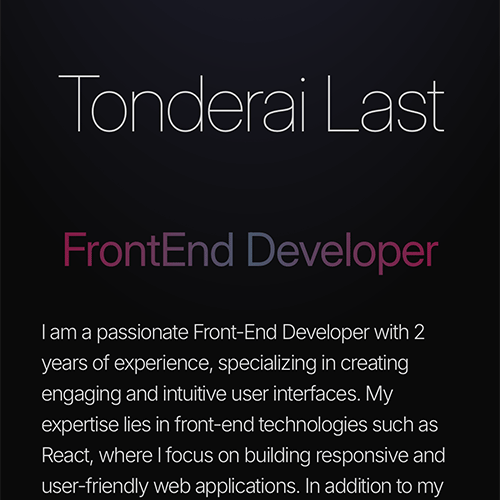 Tonderai Last
FrontEnd Developer
I am a passionate Front-End Developer with 2
years of experience, specializing in creating
engaging and intuitive user interfaces. My
expertise lies in front-end technologies such as
React, where I focus on building responsive and
user-friendly web applications. In addition to my